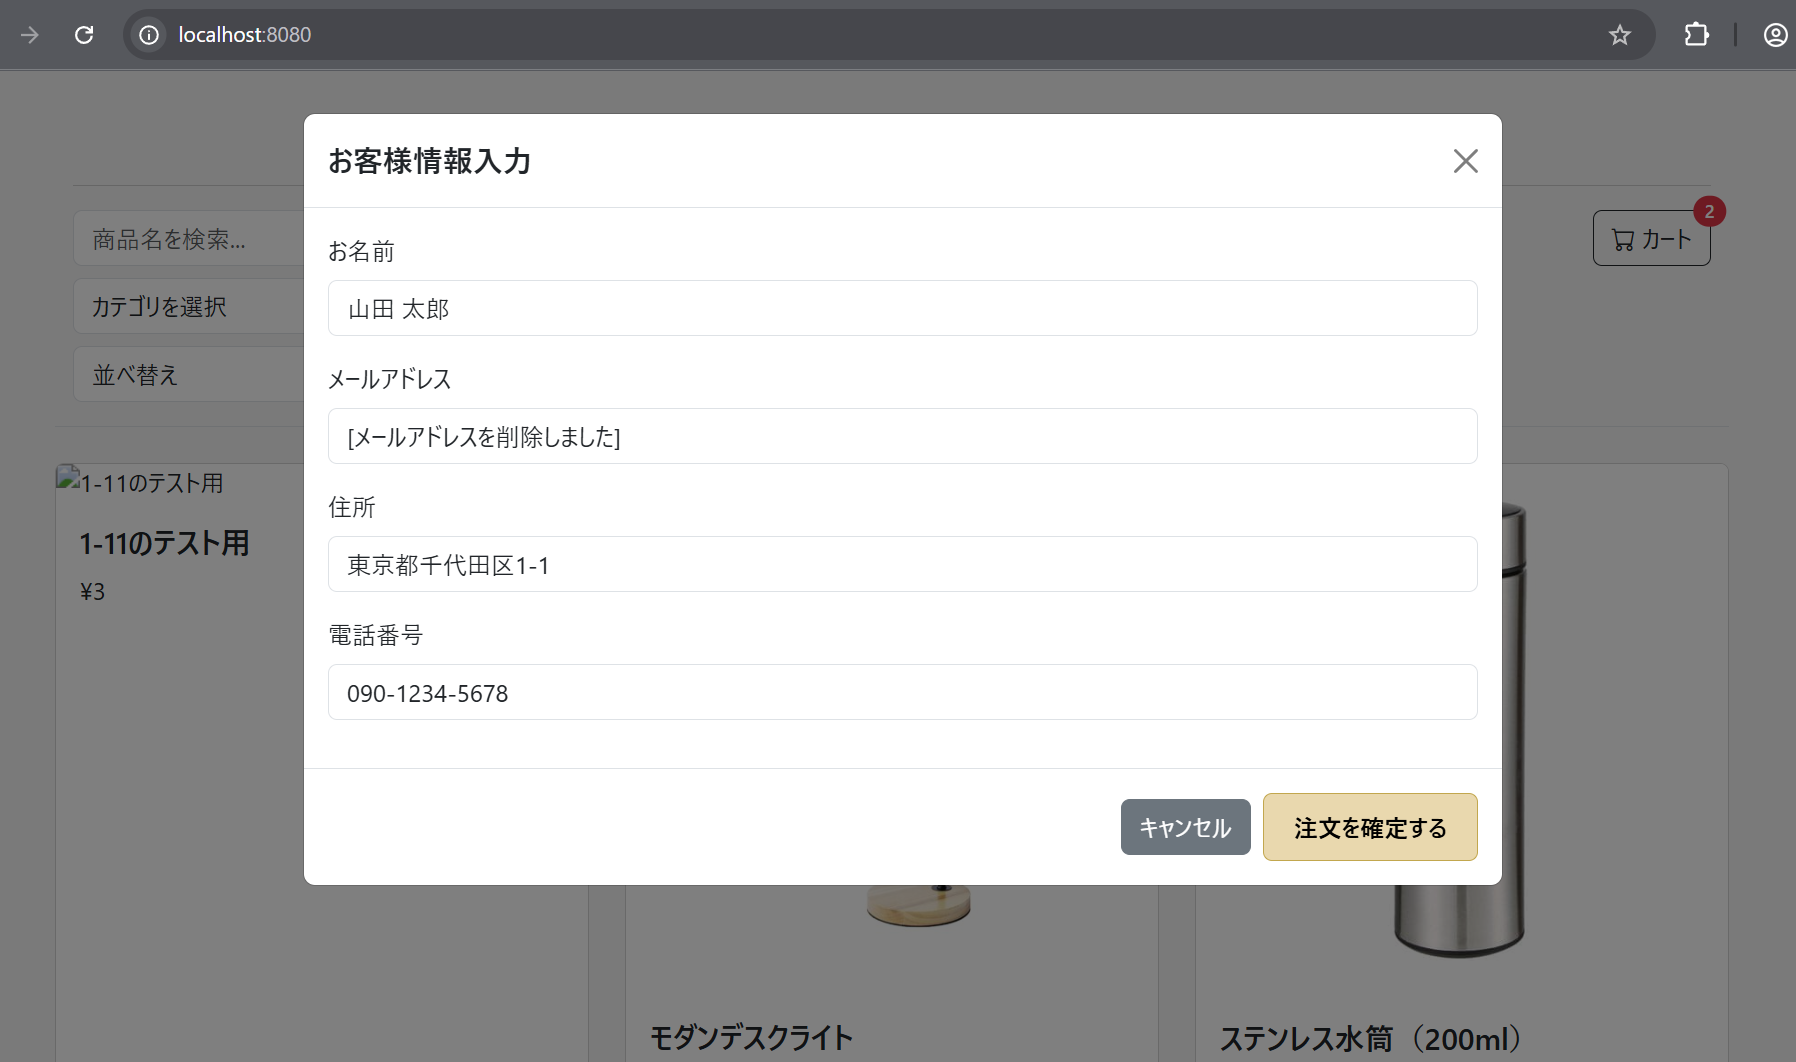 localhost:8080
お客様情報入力
商品名を検索...
2
カート
カテゴリを選択
並べ替え
お名前
山田 太郎
メールアドレス
[メールアドレスを削除しました]
住所
東京都千代田区1-1
電話番号
090-1234-5678
キャンセル
注文を確定する
1-11のテスト用
1-11のテスト用
¥3
モダンデスクライト
ステンレス水筒（200ml）